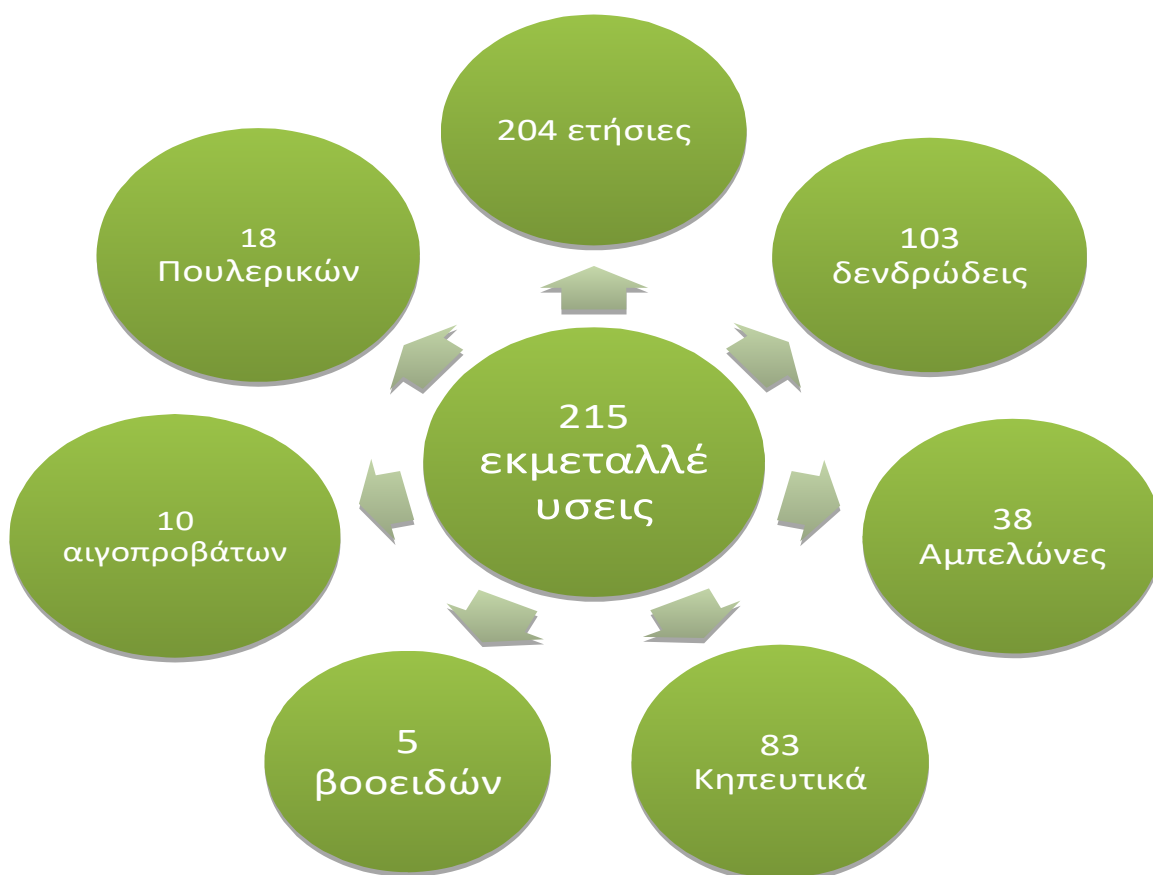 204 ετήσιες
103
δενδρώδεις
38
Αμπελώνες
83
Κηπευτικά
5
βοοειδών
10
αιγοπροβάτων
18
Πουλερικών
215
εκμεταλλέ
υσεις